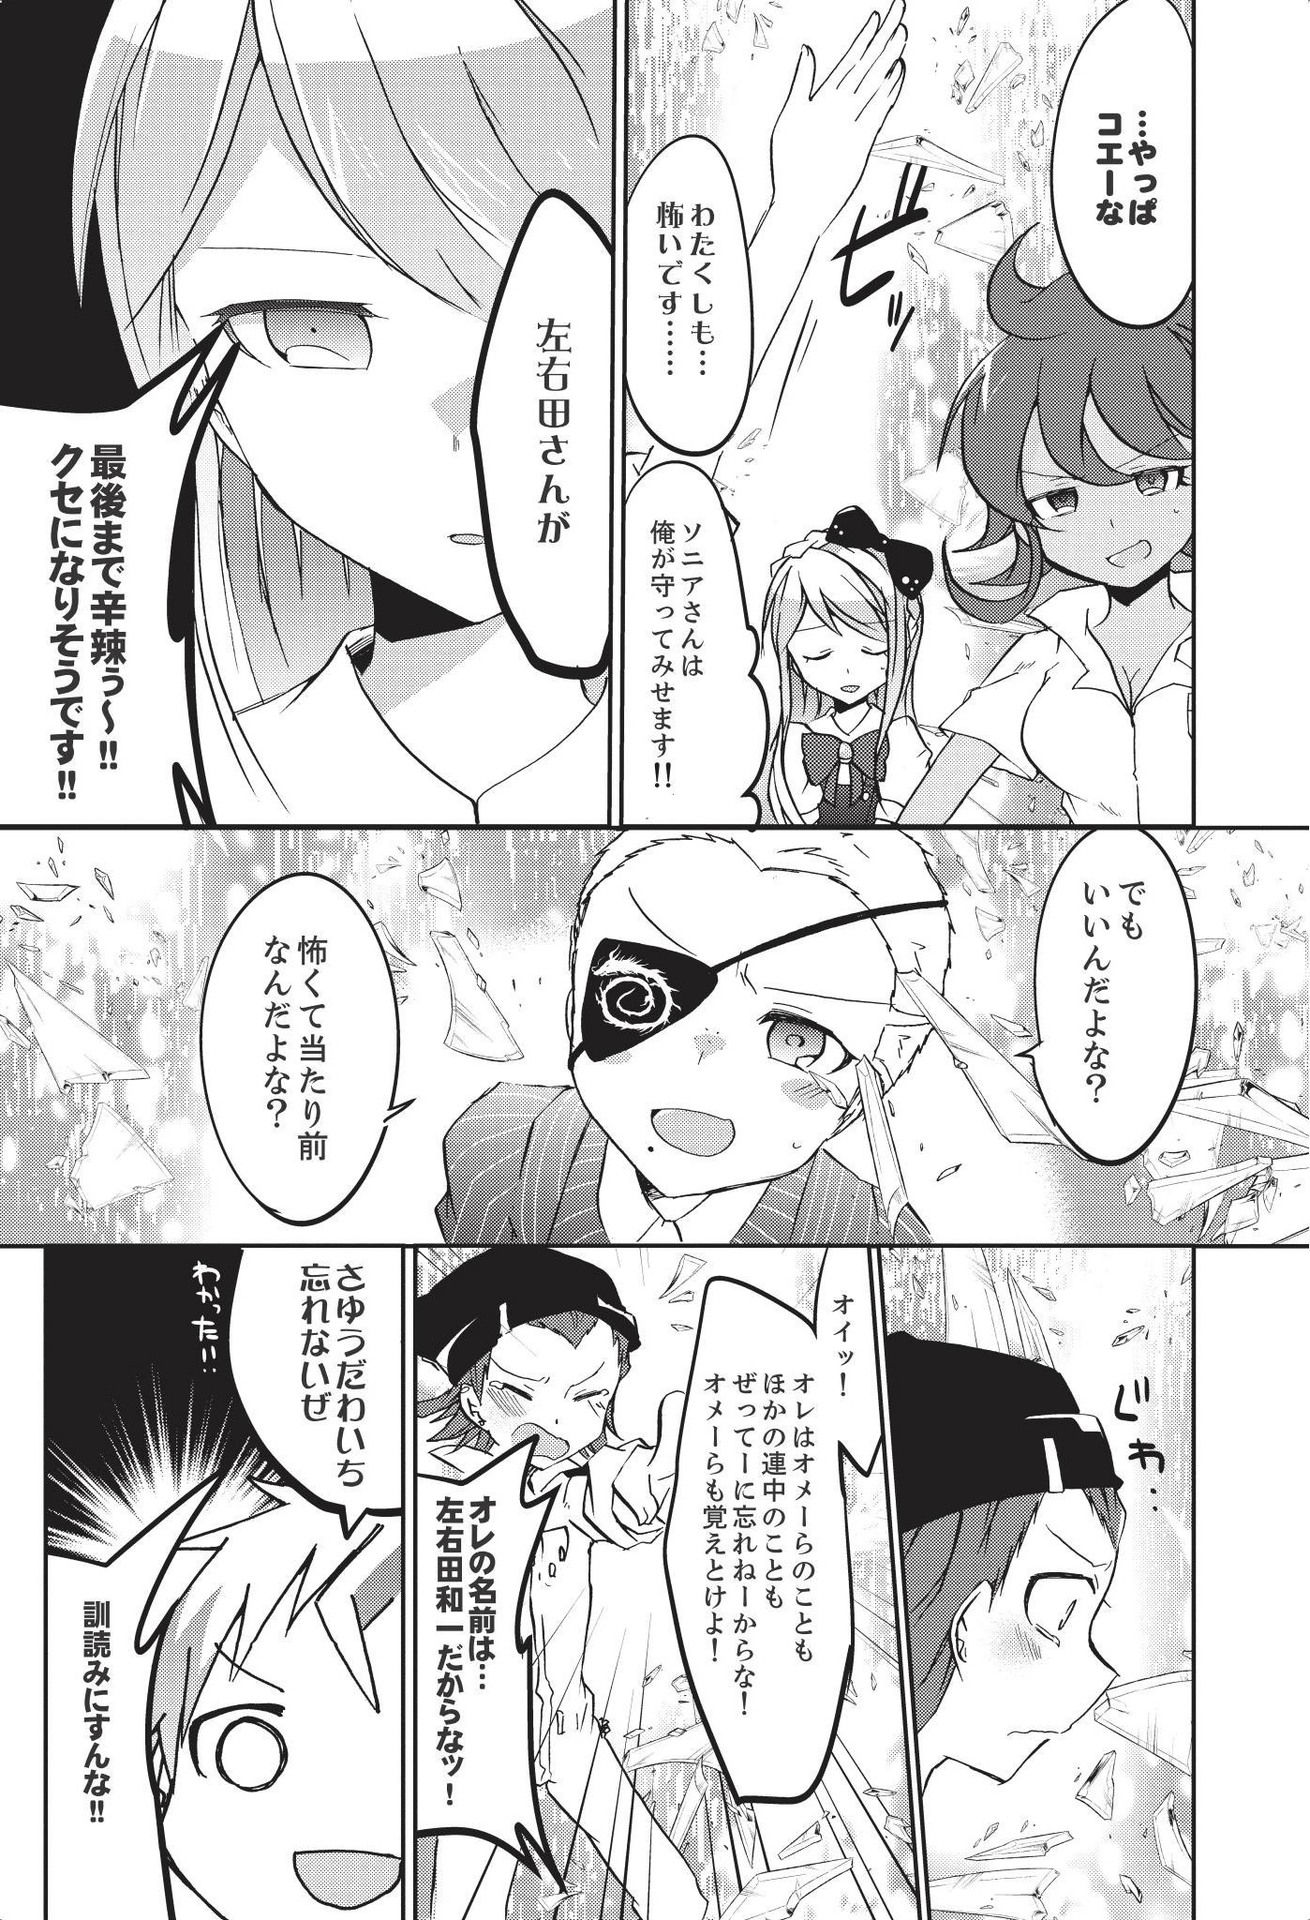 …やっぱ
コエーな
ビッ
わたくしも…
怖いです……
ソニアさんは
俺が守ってみせます!!
左右田さんが
最後まで辛辣ぅ～!!
クセになりそうです!!
でも
いいんだよな?
怖くて当たり前
なんだよな?
じわ‥
オイッ!
オレはオメーらのことも
ほかの連中のことも
ぜってーに忘れねーからな!
オメーらも覚えとけよ!
オレの名前は…
左右田和一だからなッ!
さゆうだわいち
忘れないぜ
わかった!!
訓読みにすんな!!